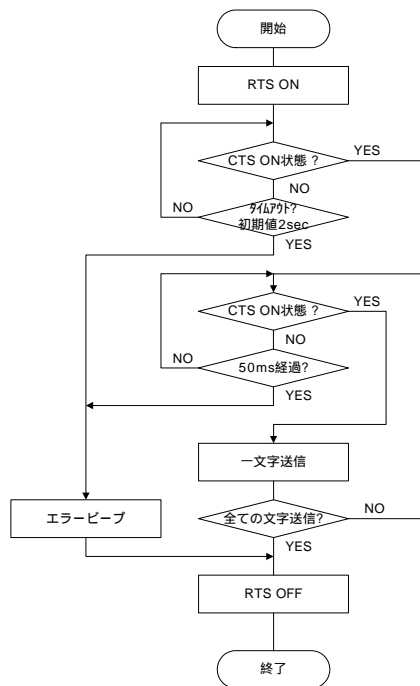 開始
RTS ON
CTS ON状態 ?
YES
NO
ﾀｲﾑｱｳﾄ?
初期値2sec
NO
YES
CTS ON状態 ?
YES
NO
50ms経過?
NO
YES
一文字送信
エラービープ
全ての文字送信?
NO
YES
RTS OFF
終了